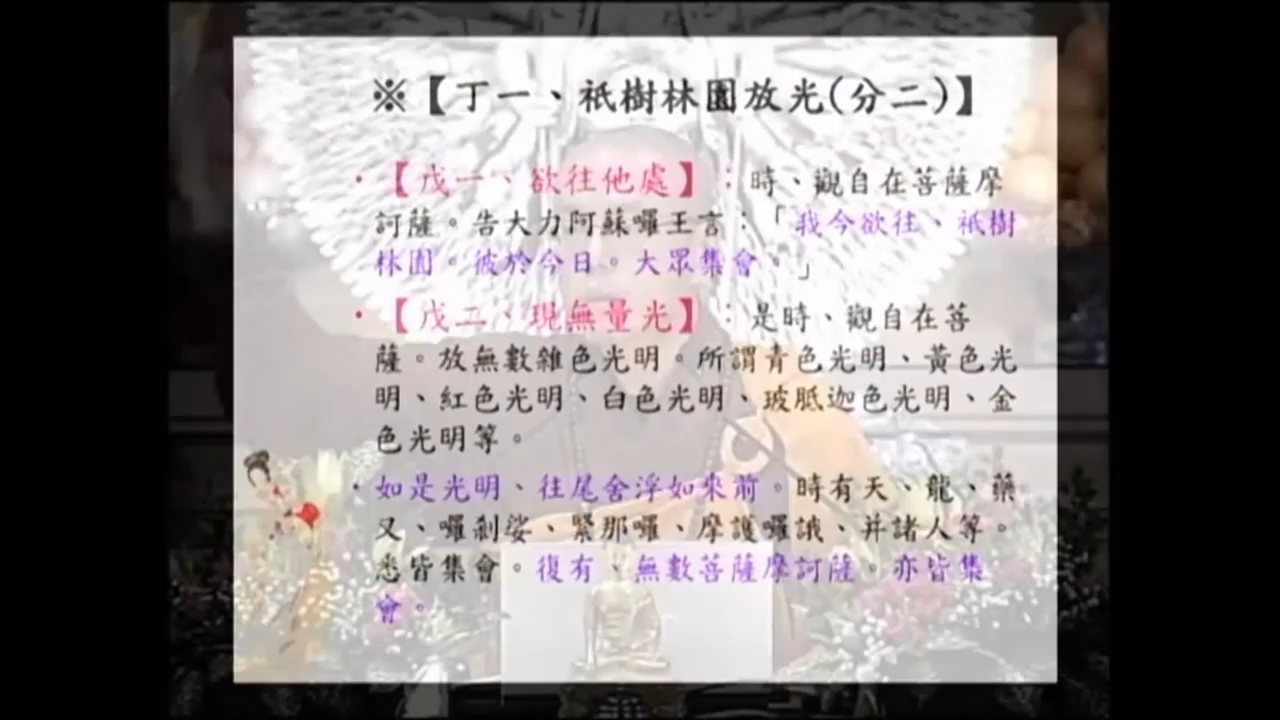 ※【丁一、祇樹林園放光(分二)】
・【戊一、欲往他處】：時、觀自在菩薩摩
訶薩。告大力阿蘇囉王言：「我今欲往、祇樹
林園。彼於今日。大眾集會。」
・【戊二、現無量光】：是時、觀自在菩
薩。放無數雜色光明。所謂青色光明、黃色光
明、紅色光明、白色光明、玻胝迦色光明、金
色光明等。
・如是光明、往尾舍浮如來前。時有天、龍、藥
叉、囉剎娑、緊那囉、摩護囉誐、并諸人等。
悉皆集會。復有、無數菩薩摩訶薩。亦皆集
會。